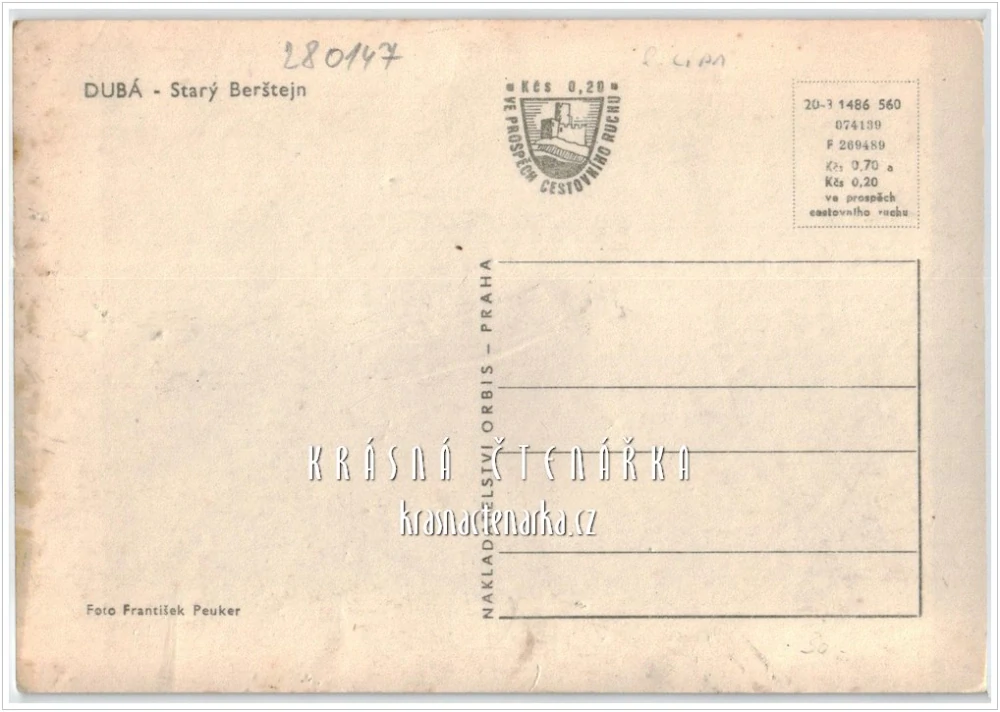 280147
DUBÁ - Starý Berštejn
Kčs 0,20
VE PROSPĚCH CESTOVNÍHO RUCHU
20-3 1486 560
074139
F 269489
Kčs 0,70 a
Kčs 0,20
ve prospěch
cestovního ruchu
NAKLADATELSTVÍ ORBIS – PRAHA
KRÁSNÁ ČTENÁŘKA
krasnactenarka.cz
Foto František Peuker